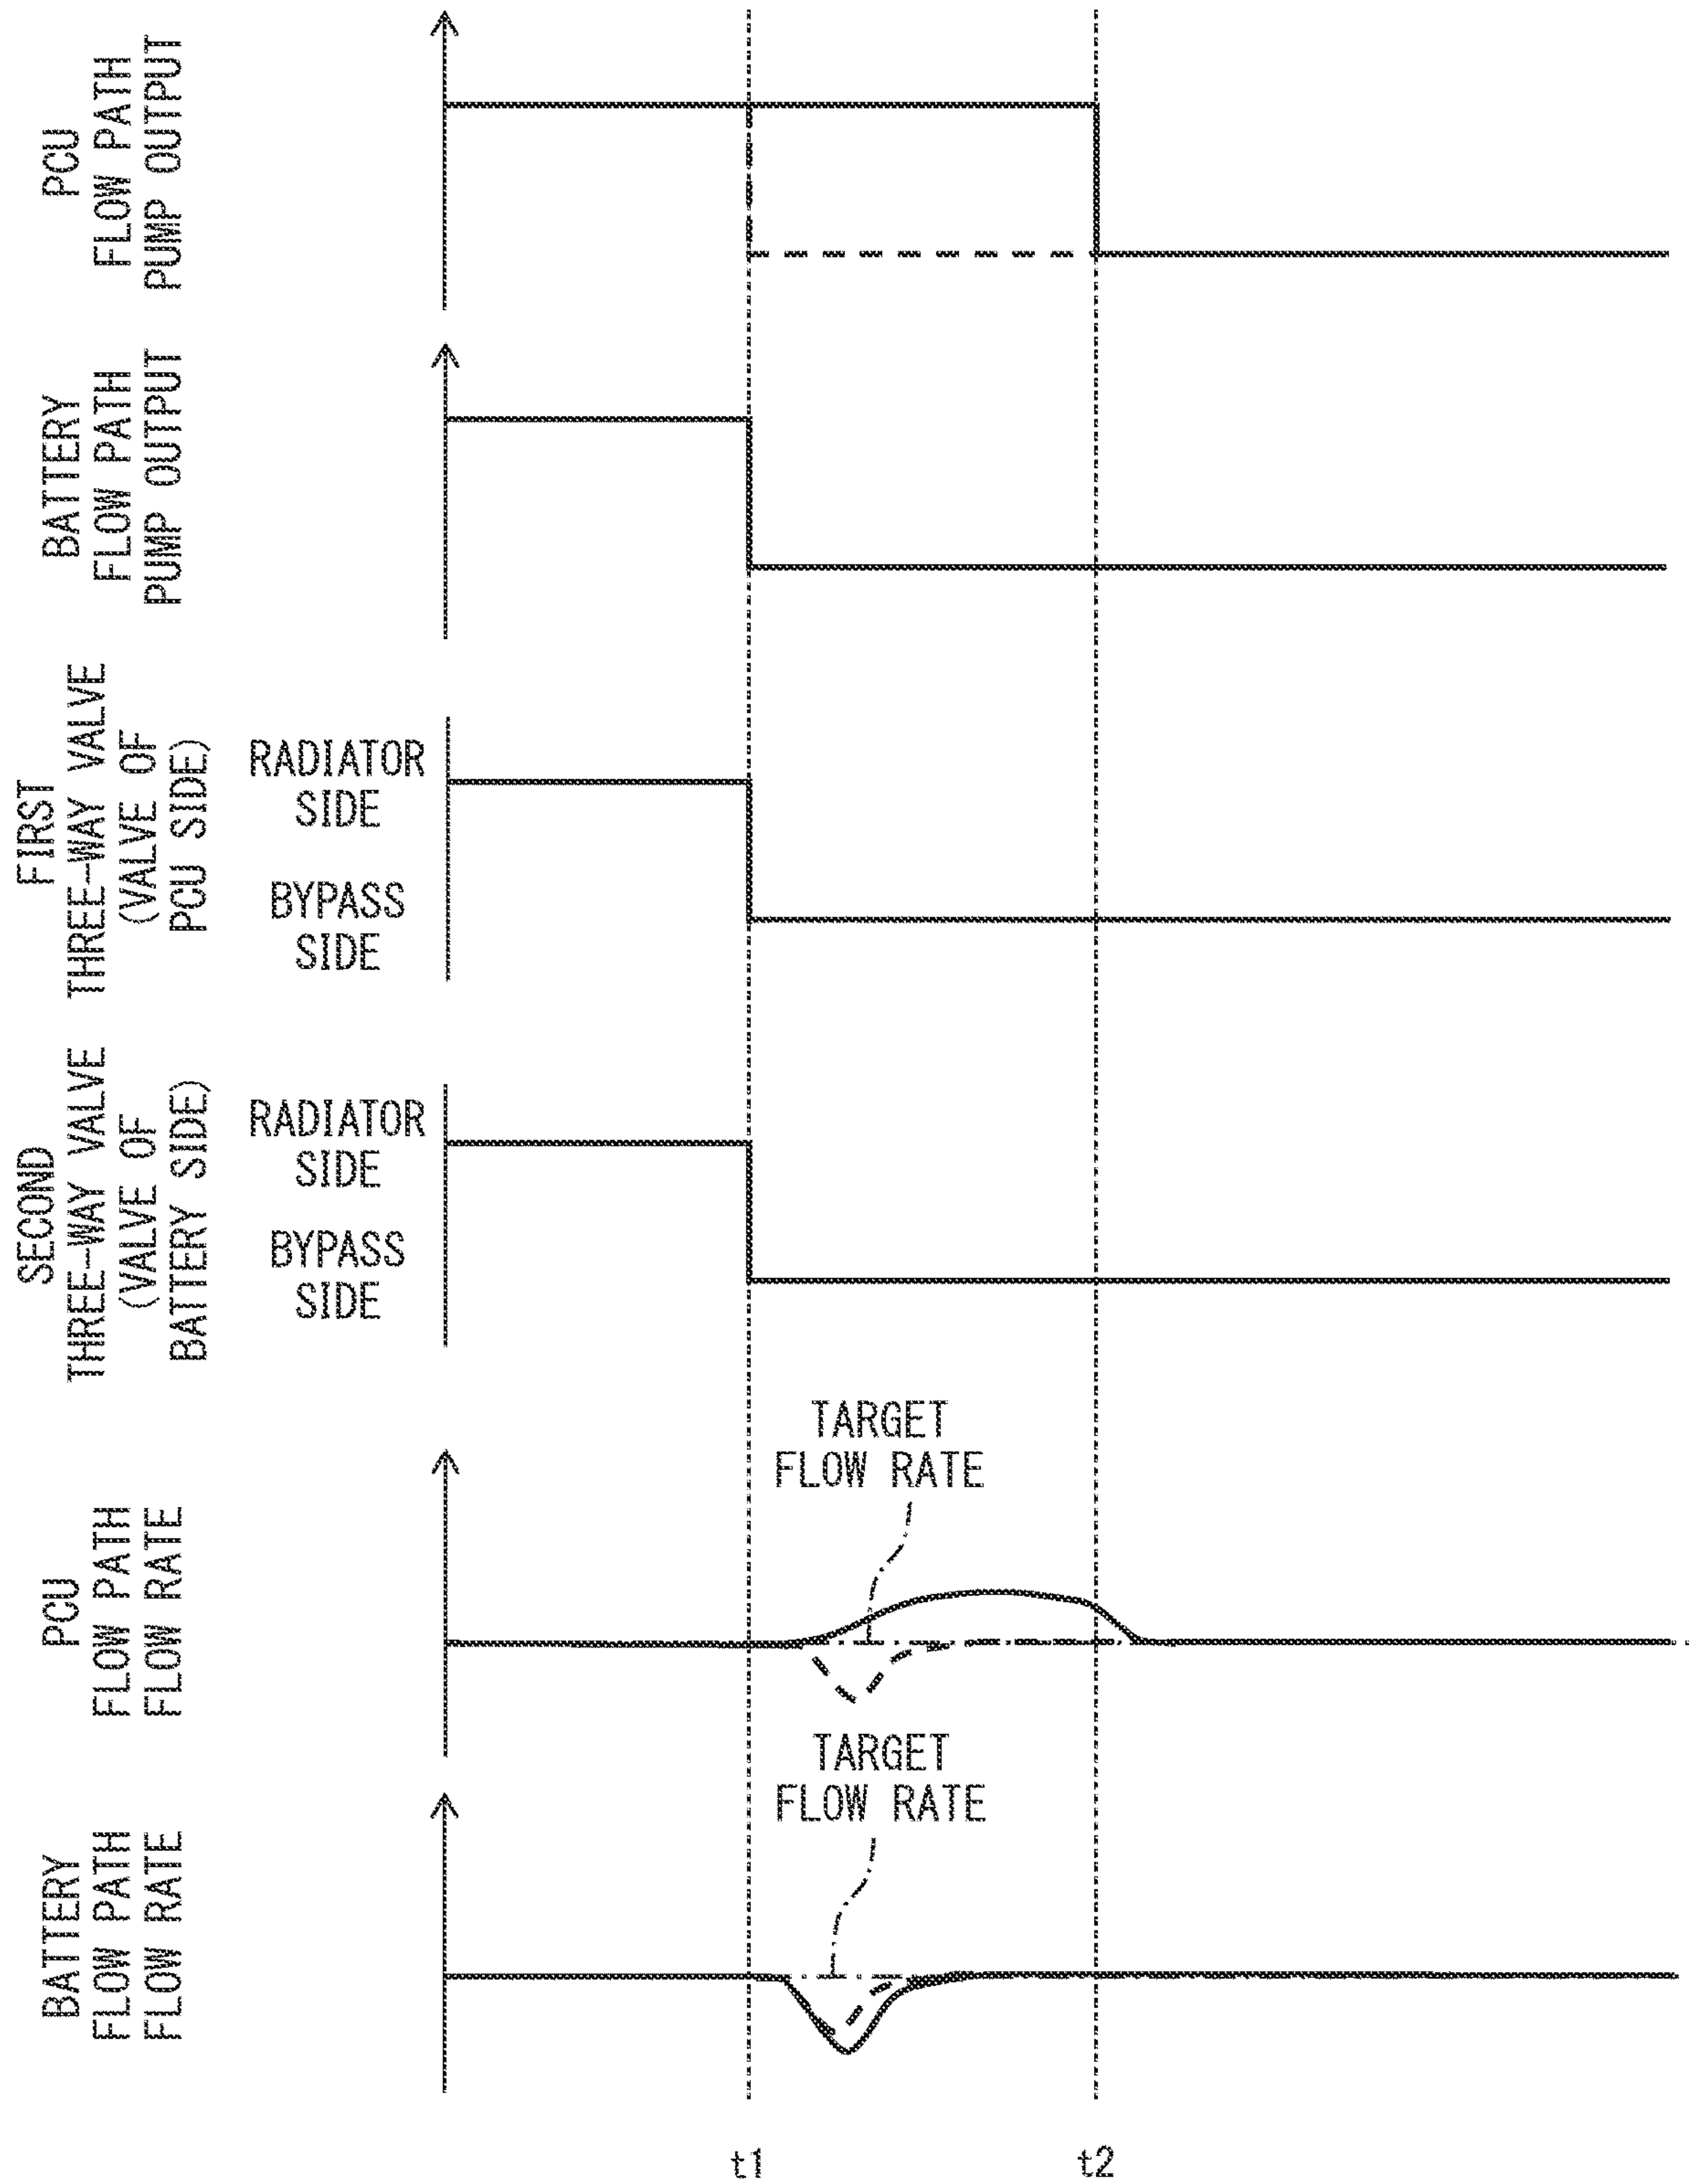 PCU
FLOW PATH
PUMP OUTPUT
BATTERY
FLOW PATH
PUMP OUTPUT
FIRST
THREE-WAY VALVE
(VALVE OF
PCU SIDE)
RADIATOR
SIDE
BYPASS
SIDE
SECOND
THREE-WAY VALVE
(VALVE OF
BATTERY SIDE)
RADIATOR
SIDE
BYPASS
SIDE
PCU
FLOW PATH
FLOW RATE
TARGET
FLOW RATE
BATTERY
FLOW PATH
FLOW RATE
TARGET
FLOW RATE
t1
t2